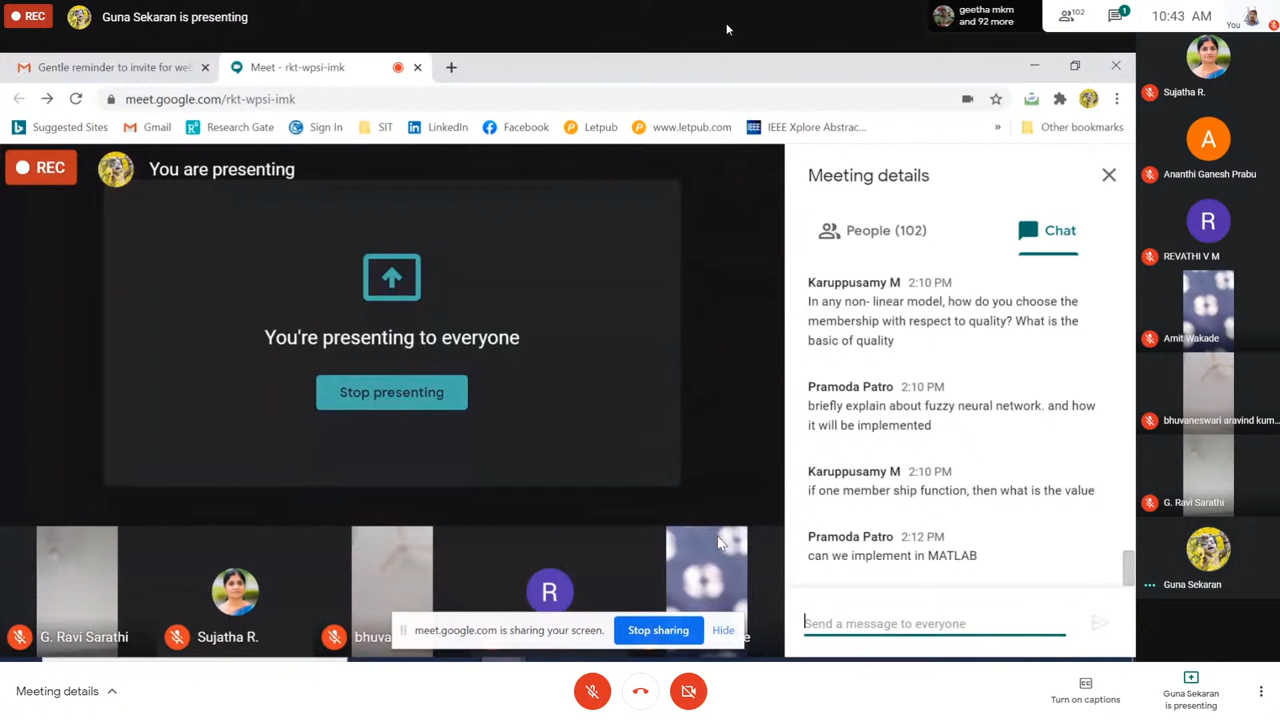 REC
Guna Sekaran is presenting
geetha mkm
and 92 more
102
1
10:43 AM
You
Gentle reminder to invite for we
Meet - rkt-wpsi-imk
meet.google.com/rkt-wpsi-imk
Suggested Sites
Gmail
Research Gate
Sign In
SIT
LinkedIn
Facebook
Letpub
www.letpub.com
IEEE Xplore Abstrac...
»
Other bookmarks
REC
You are presenting
You're presenting to everyone
Stop presenting
Meeting details
People (102)
Chat
Karuppusamy M 2:10 PM
In any non- linear model, how do you choose the
membership with respect to quality? What is the
basic of quality
Pramoda Patro 2:10 PM
briefly explain about fuzzy neural network. and how
it will be implemented
Karuppusamy M 2:10 PM
if one member ship function, then what is the value
Pramoda Patro 2:12 PM
can we implement in MATLAB
Send a message to everyone
G. Ravi Sarathi
Sujatha R.
bhuva
R
meet.google.com is sharing your screen.
Stop sharing
Hide
Sujatha R.
A
Ananthi Ganesh Prabu
R
REVATHI V M
Amit Wakade
bhuvaneswari aravind kum...
G. Ravi Sarathi
Guna Sekaran
Meeting details
CC
Turn on captions
Guna Sekaran
is presenting